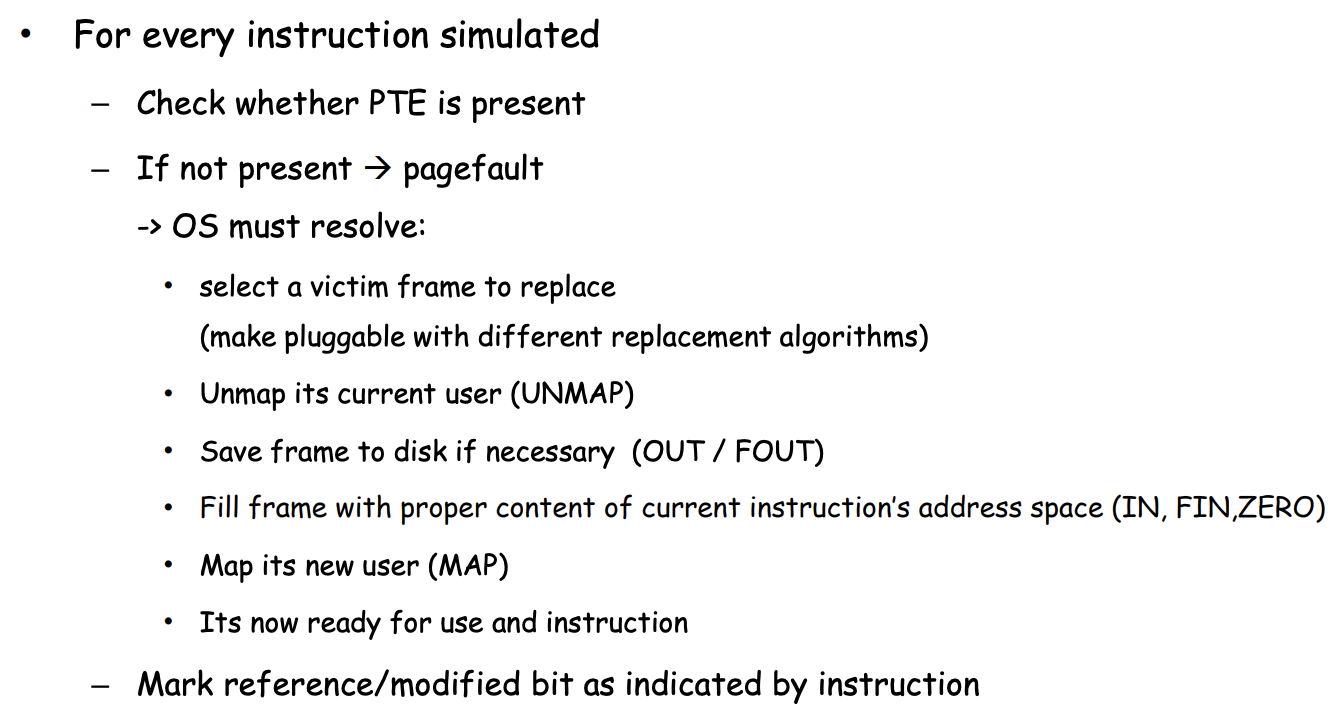 • For every instruction simulated
– Check whether PTE is present
– If not present → pagefault
-> OS must resolve:
• select a victim frame to replace
(make pluggable with different replacement algorithms)
• Unmap its current user (UNMAP)
• Save frame to disk if necessary (OUT / FOUT)
• Fill frame with proper content of current instruction’s address space (IN, FIN,ZERO)
• Map its new user (MAP)
• Its now ready for use and instruction
– Mark reference/modified bit as indicated by instruction